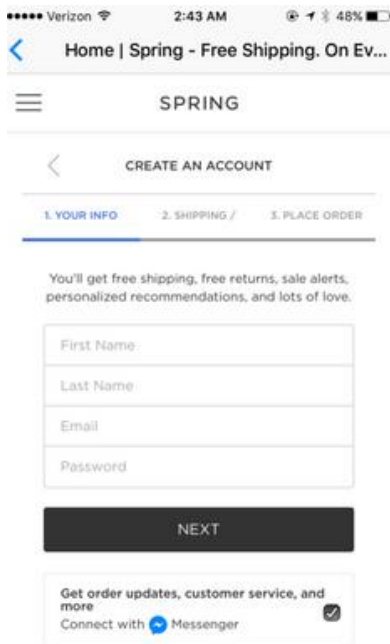 Verizon 2:43 AM 48%
Home | Spring - Free Shipping. On Ev...
SPRING
CREATE AN ACCOUNT
1. YOUR INFO 2. SHIPPING / 3. PLACE ORDER
You'll get free shipping, free returns, sale alerts,
personalized recommendations, and lots of love.
First Name
Last Name
Email
Password
NEXT
Get order updates, customer service, and
more
Connect with Messenger